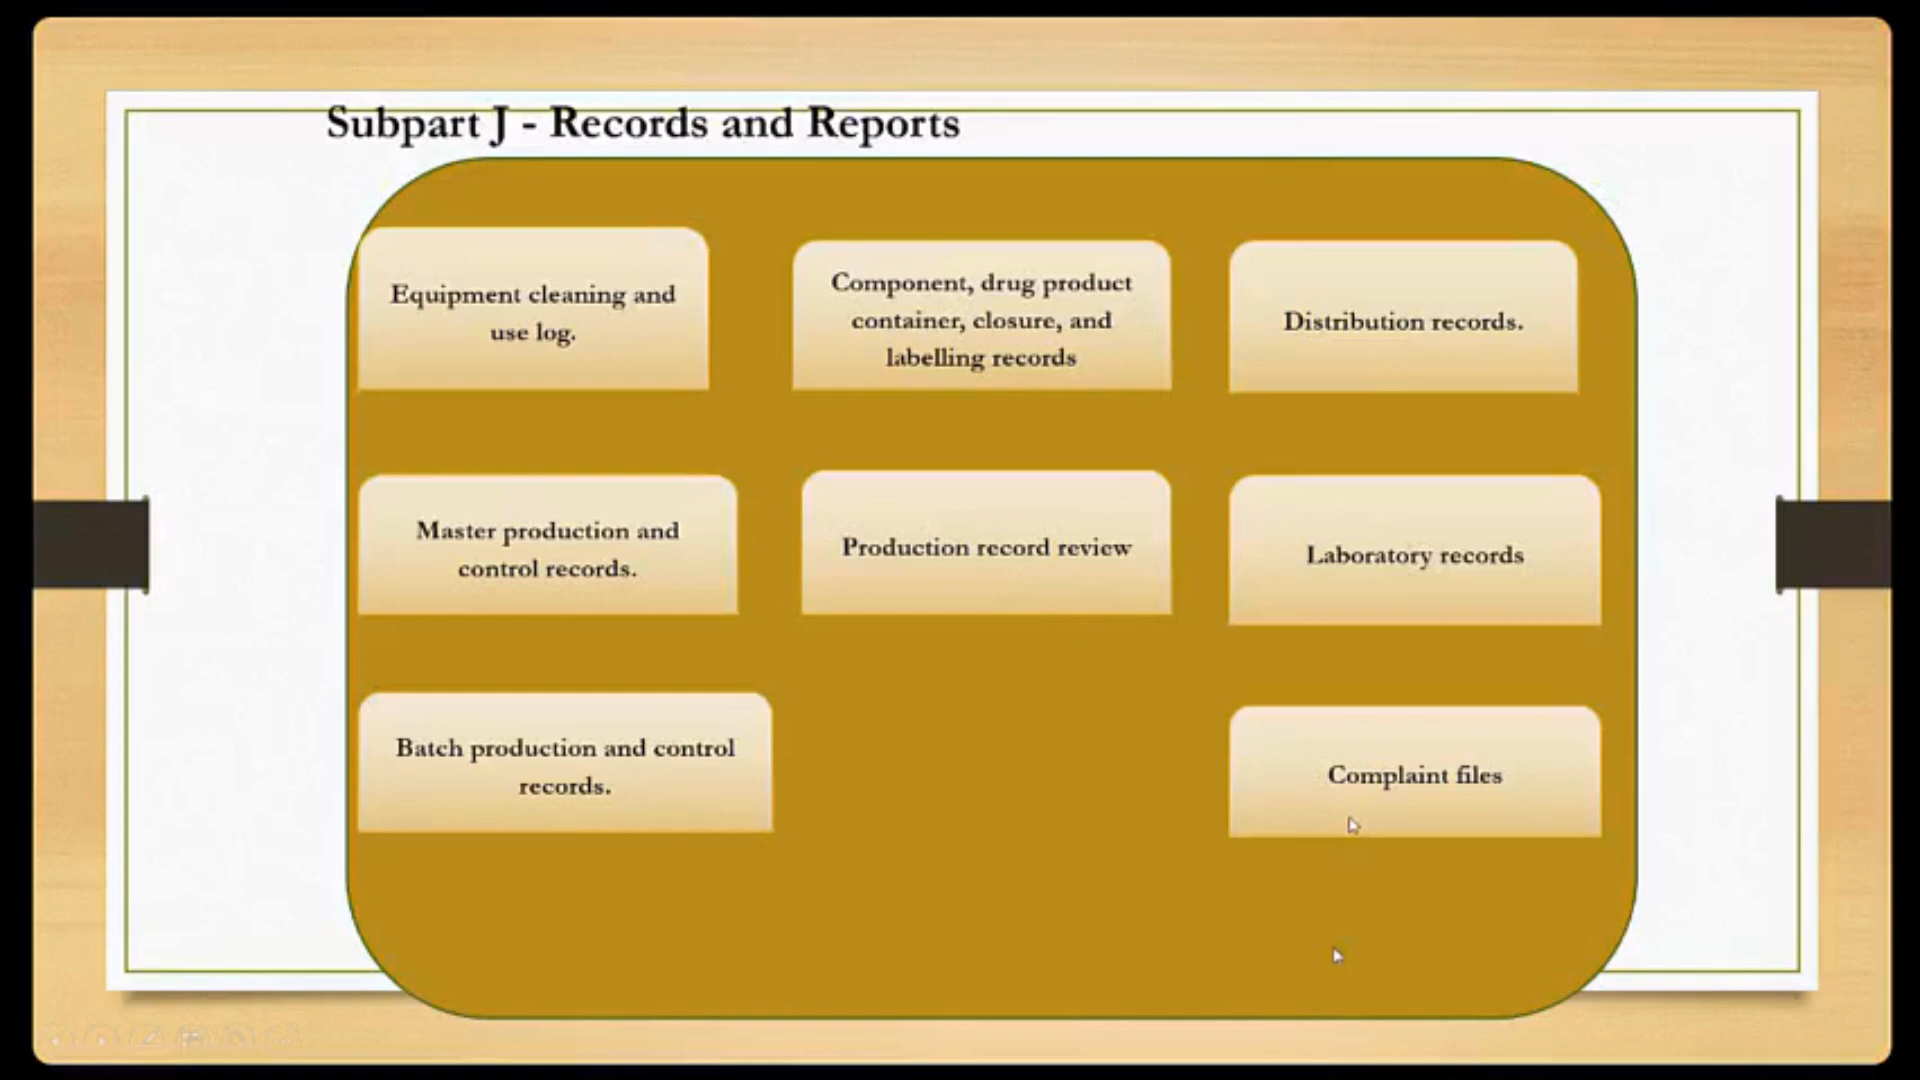 Subpart J - Records and Reports
Equipment cleaning and
use log.
Component, drug product
container, closure, and
labelling records
Distribution records.
Master production and
control records.
Production record review
Laboratory records
Batch production and control
records.
Complaint files